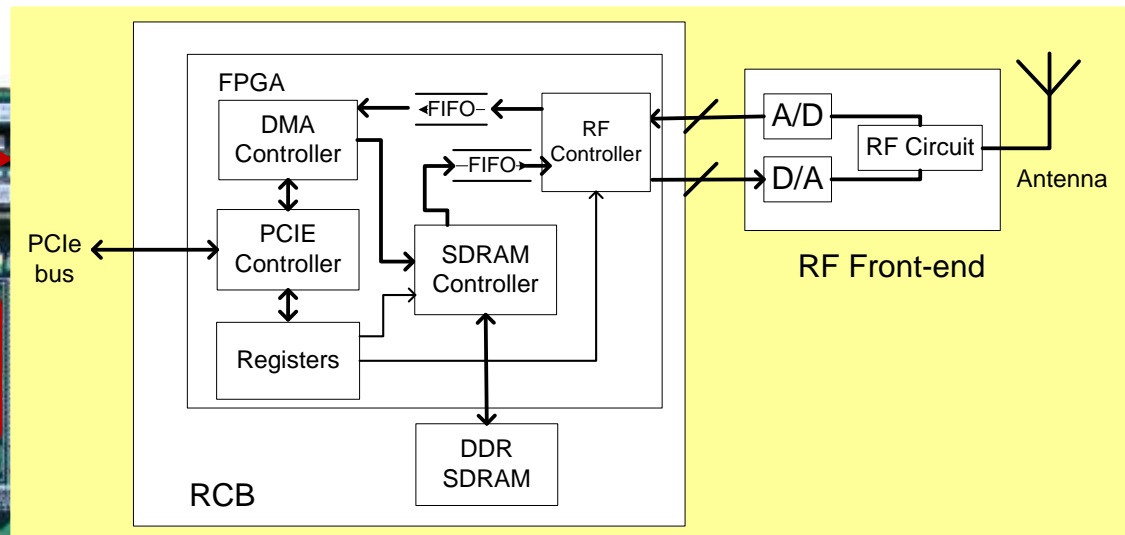 FPGA
DMA
Controller
FIFO
RF
Controller
FIFO
A/D
D/A
RF Circuit
Antenna
PCIe
bus
PCIE
Controller
SDRAM
Controller
RF Front-end
Registers
DDR
SDRAM
RCB